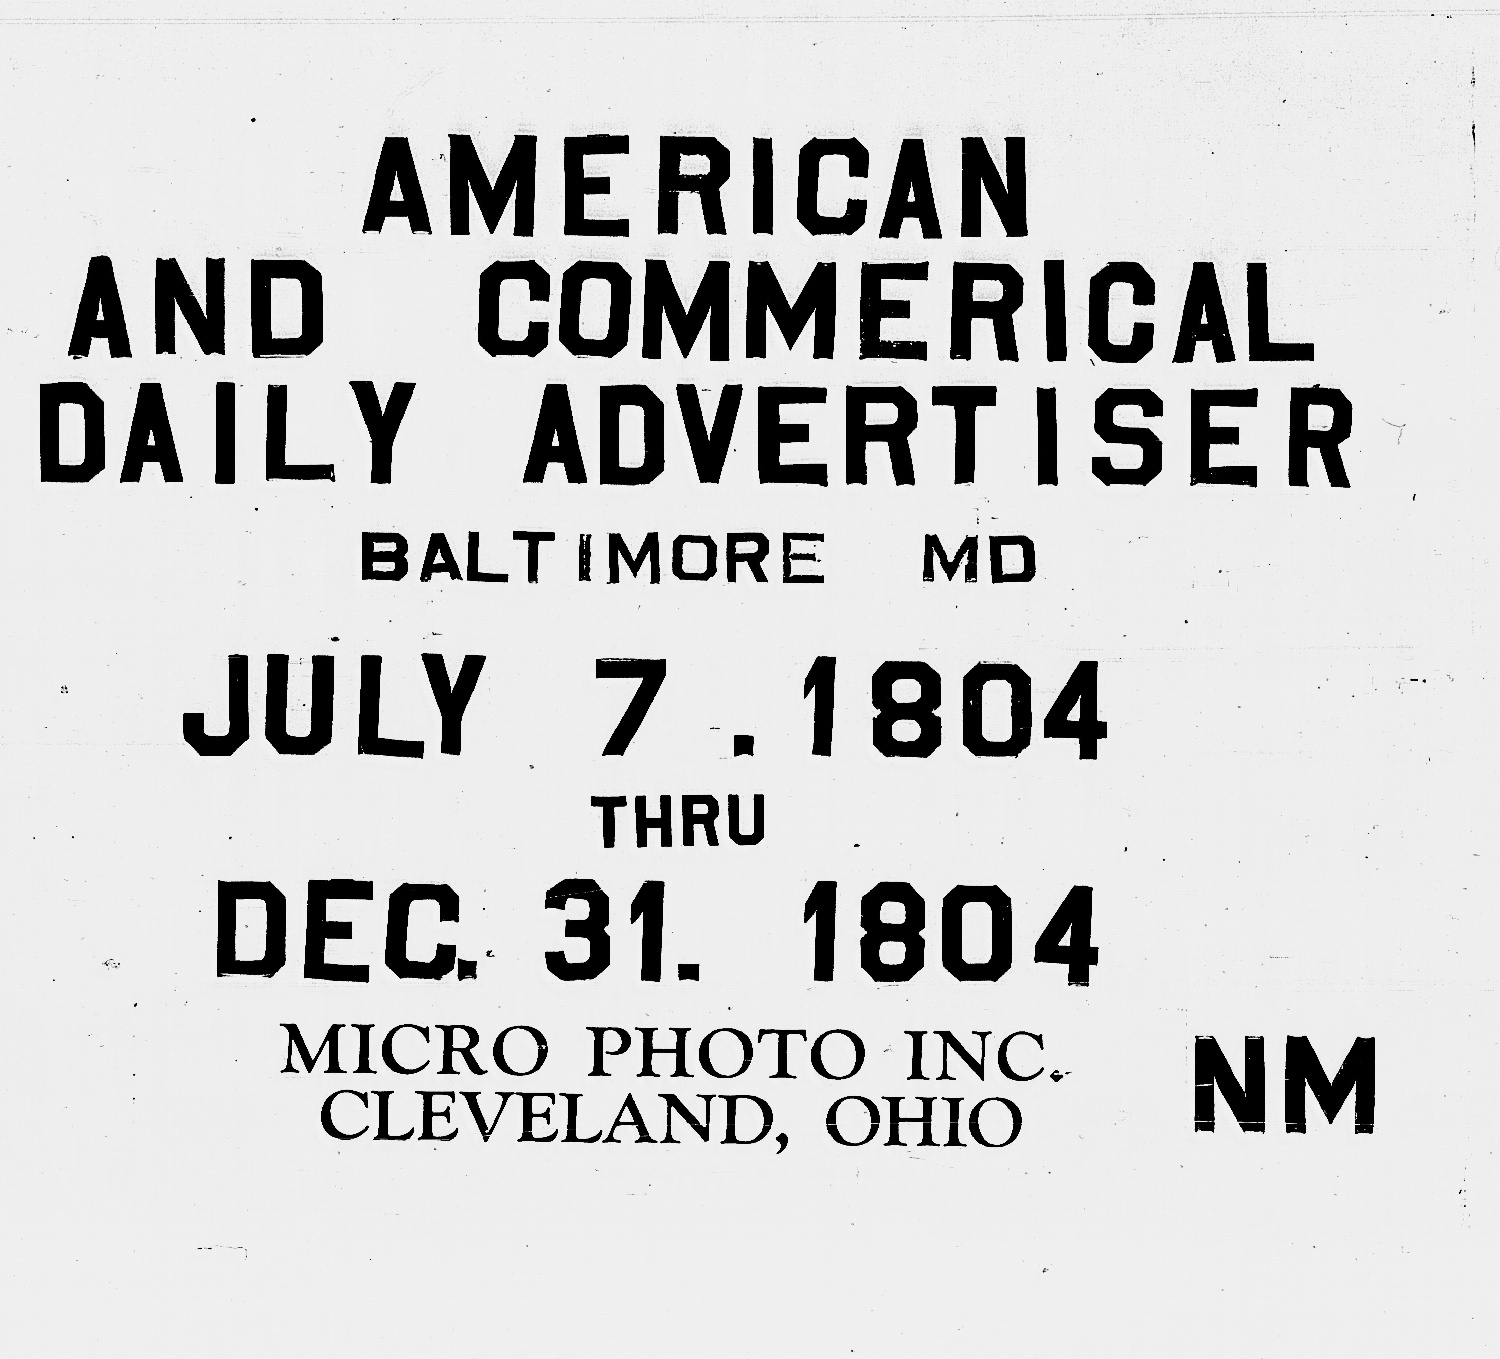 AMERICAN
AND COMMERICAL
DAILY ADVERTISER
BALTIMORE MD
JULY 7 . 1804
THRU
DEC. 31. 1804
MICRO PHOTO INC.
CLEVELAND, OHIO
NM